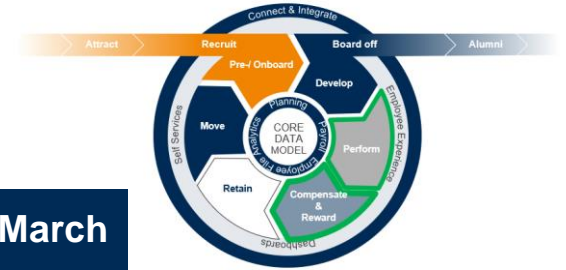 Connect & Integrate
Attract
Recruit
Board off
Alumni
Pre-/ Onboard
Develop
Planning
Employee Experience
Self Services
Move
CORE
DATA
MODEL
Payroll
Analytics
Perform
Employee File
Retain
Compensate
&
Reward
March
Dashboards